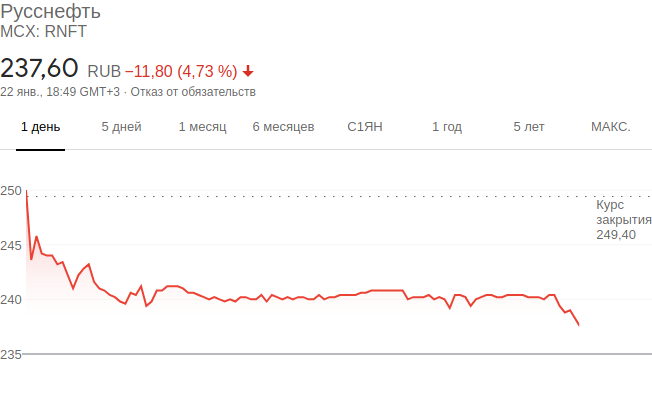 Русснефть
MCX: RNFT
237,60 RUB −11,80 (4,73 %)
22 янв., 18:49 GMT+3 · Отказ от обязательств
1 день 5 дней 1 месяц 6 месяцев С1ЯН 1 год 5 лет МАКС.
250
Курс
закрытия
249,40
245
240
235